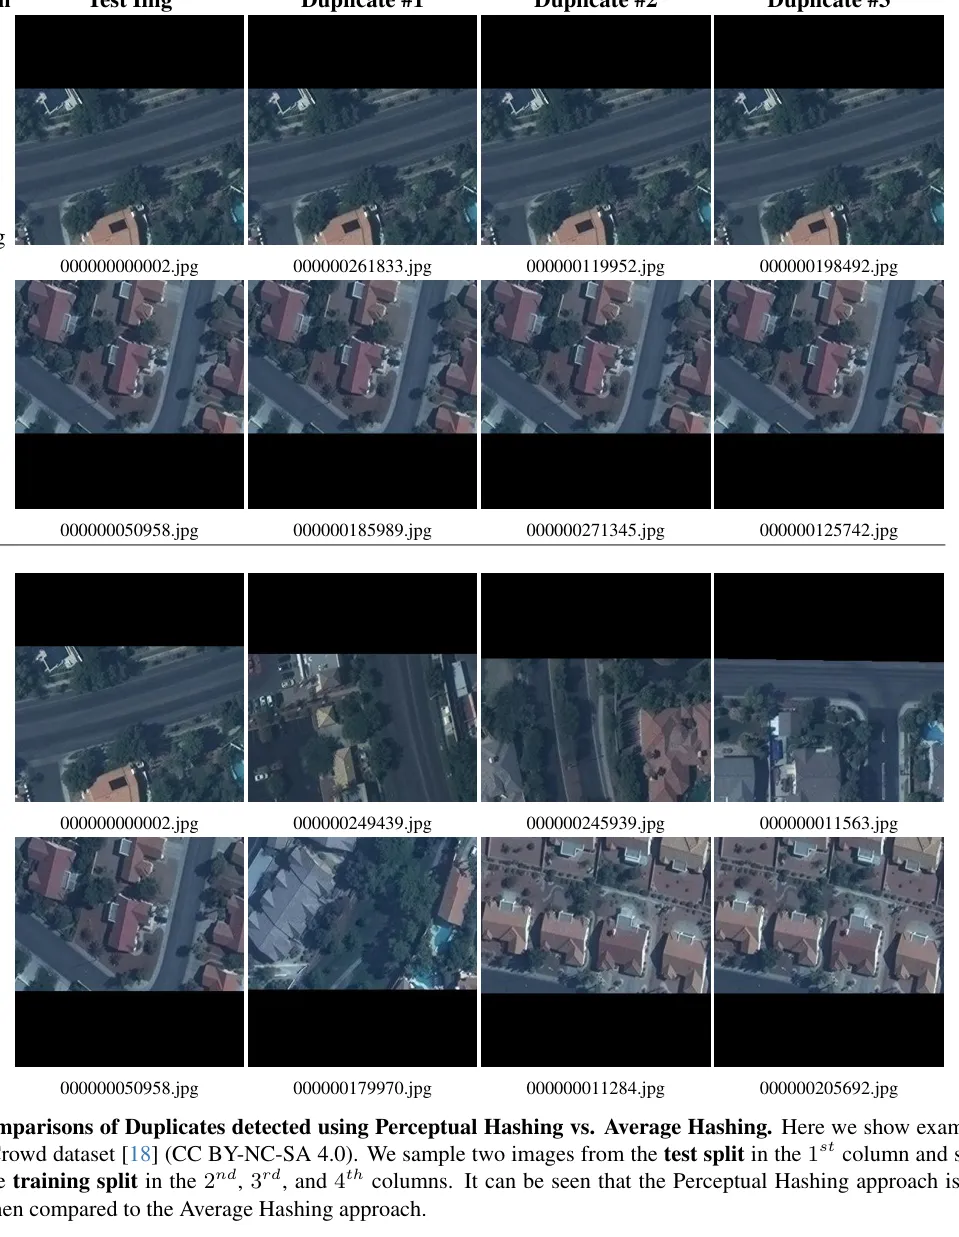 Test Img Duplicate #1 Duplicate #2 Duplicate #3
000000000002.jpg 000000261833.jpg 000000119952.jpg 000000198492.jpg
000000050958.jpg 000000185989.jpg 000000271345.jpg 000000125742.jpg
000000000002.jpg 000000249439.jpg 000000245939.jpg 000000011563.jpg
000000050958.jpg 000000179970.jpg 000000011284.jpg 000000205692.jpg
mparisons of Duplicates detected using Perceptual Hashing vs. Average Hashing. Here we show exam
Crowd dataset [18] (CC BY-NC-SA 4.0). We sample two images from the test split in the 1st column and s
e training split in the 2nd, 3rd, and 4th columns. It can be seen that the Perceptual Hashing approach is
hen compared to the Average Hashing approach.